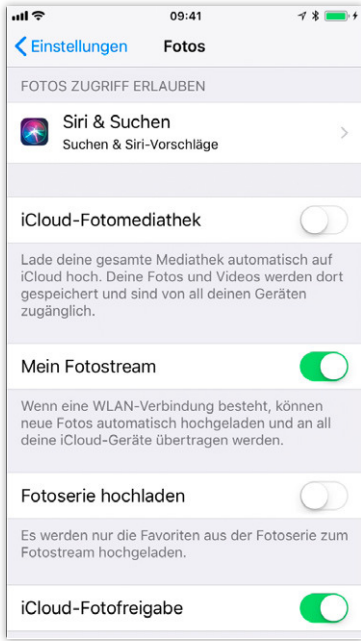 09:41
Einstellungen Fotos
FOTOS ZUGRIFF ERLAUBEN
Siri & Suchen
Suchen & Siri-Vorschläge
iCloud-Fotomediathek
Lade deine gesamte Mediathek automatisch auf
iCloud hoch. Deine Fotos und Videos werden dort
gespeichert und sind von all deinen Geräten
zugänglich.
Mein Fotostream
Wenn eine WLAN-Verbindung besteht, können
neue Fotos automatisch hochgeladen und an all
deine iCloud-Geräte übertragen werden.
Fotoserie hochladen
Es werden nur die Favoriten aus der Fotoserie zum
Fotostream hochgeladen.
iCloud-Fotofreigabe